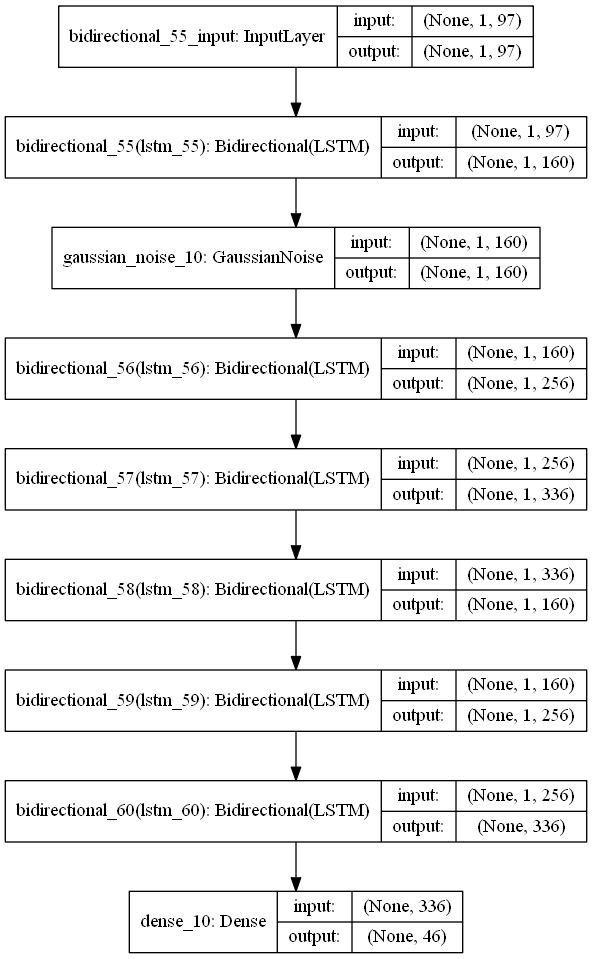 bidirectional_55_input: InputLayer
input: (None, 1, 97)
output: (None, 1, 97)
bidirectional_55(lstm_55): Bidirectional(LSTM)
input: (None, 1, 97)
output: (None, 1, 160)
gaussian_noise_10: GaussianNoise
input: (None, 1, 160)
output: (None, 1, 160)
bidirectional_56(lstm_56): Bidirectional(LSTM)
input: (None, 1, 160)
output: (None, 1, 256)
bidirectional_57(lstm_57): Bidirectional(LSTM)
input: (None, 1, 256)
output: (None, 1, 336)
bidirectional_58(lstm_58): Bidirectional(LSTM)
input: (None, 1, 336)
output: (None, 1, 160)
bidirectional_59(lstm_59): Bidirectional(LSTM)
input: (None, 1, 160)
output: (None, 1, 256)
bidirectional_60(lstm_60): Bidirectional(LSTM)
input: (None, 1, 256)
output: (None, 336)
dense_10: Dense
input: (None, 336)
output: (None, 46)